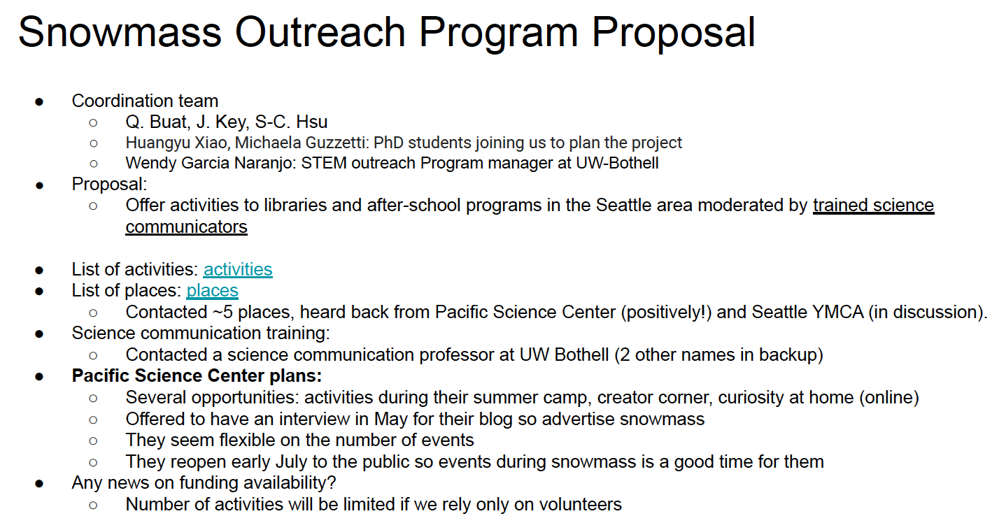 Snowmass Outreach Program Proposal
● Coordination team
○ Q. Buat, J. Key, S-C. Hsu
○ Huangyu Xiao, Michaela Guzzetti: PhD students joining us to plan the project
○ Wendy Garcia Naranjo: STEM outreach Program manager at UW-Bothell
● Proposal:
○ Offer activities to libraries and after-school programs in the Seattle area moderated by trained science
communicators
● List of activities: activities
● List of places: places
○ Contacted ~5 places, heard back from Pacific Science Center (positively!) and Seattle YMCA (in discussion).
● Science communication training:
○ Contacted a science communication professor at UW Bothell (2 other names in backup)
● Pacific Science Center plans:
○ Several opportunities: activities during their summer camp, creator corner, curiosity at home (online)
○ Offered to have an interview in May for their blog so advertise snowmass
○ They seem flexible on the number of events
○ They reopen early July to the public so events during snowmass is a good time for them
● Any news on funding availability?
○ Number of activities will be limited if we rely only on volunteers